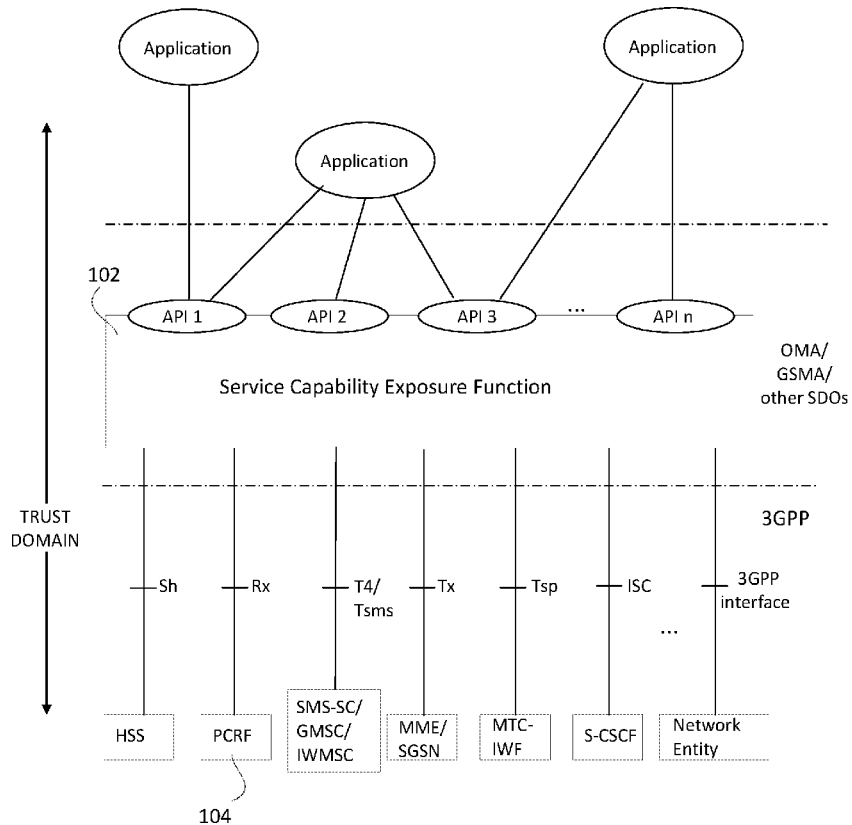 Application
Application
Application
102
API 1
API 2
API 3
...
API n
Service Capability Exposure Function
OMA/
GSMA/
other SDOs
TRUST
DOMAIN
3GPP
Sh
Rx
T4/
Tsms
Tx
Tsp
ISC
3GPP
interface
...
HSS
PCRF
SMS-SC/
GMSC/
IWMSC
MME/
SGSN
MTC-
IWF
S-CSCF
Network
Entity
104